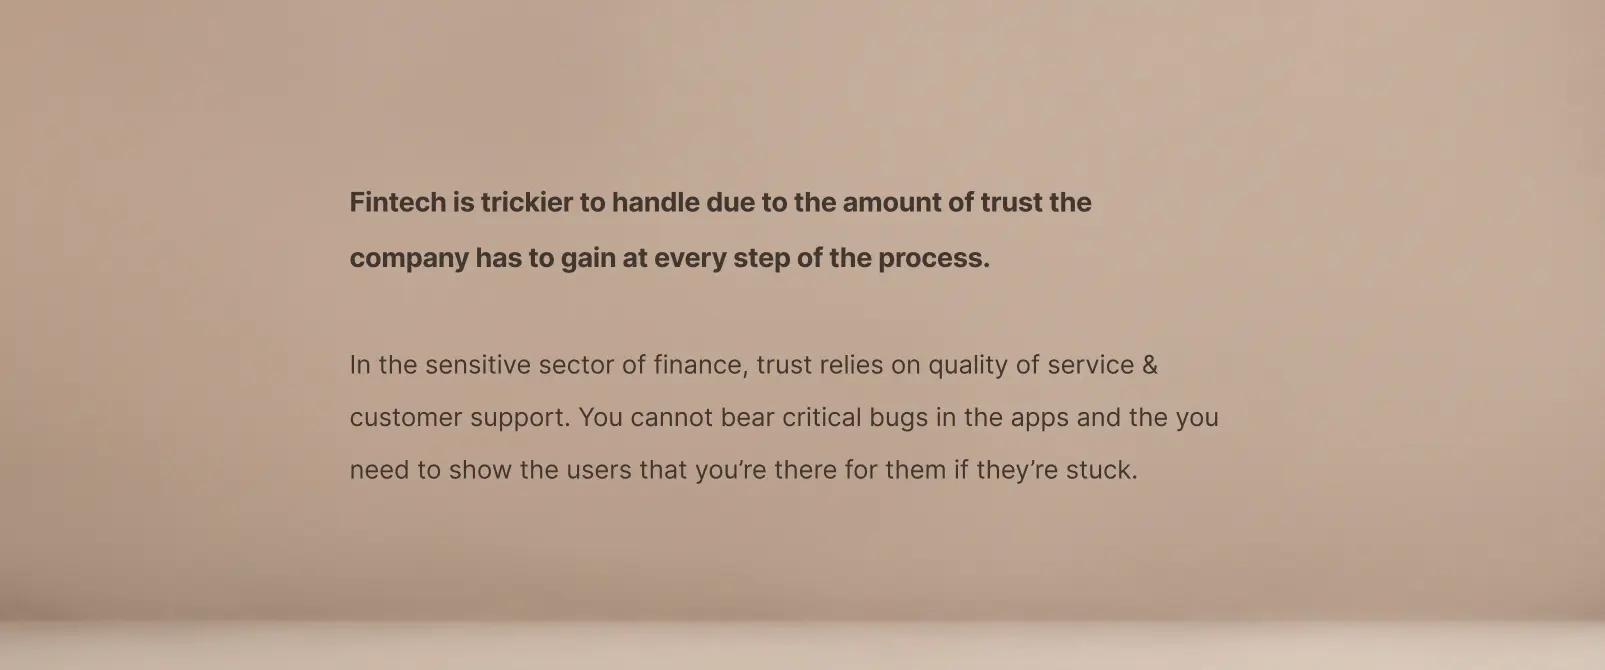 Fintech is trickier to handle due to the amount of trust the
company has to gain at every step of the process.
In the sensitive sector of finance, trust relies on quality of service &
customer support. You cannot bear critical bugs in the apps and the you
need to show the users that you’re there for them if they’re stuck.